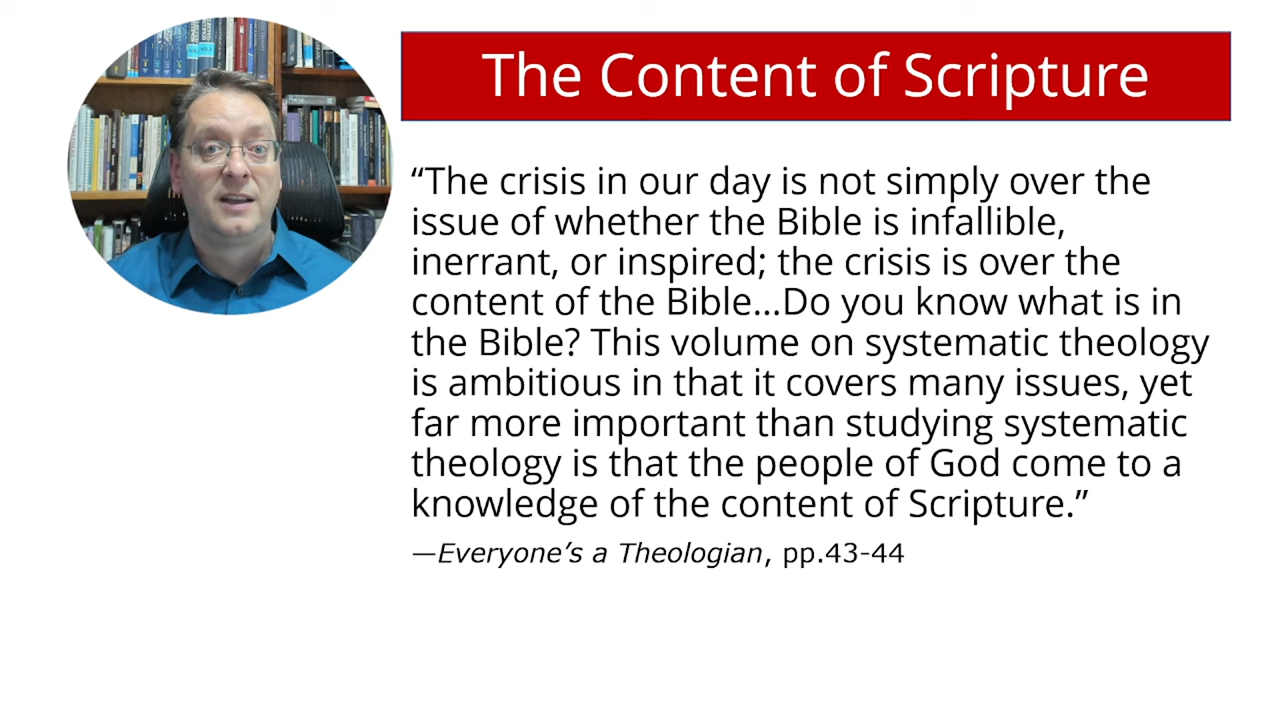 The Content of Scripture
“The crisis in our day is not simply over the
issue of whether the Bible is infallible,
inerrant, or inspired; the crisis is over the
content of the Bible...Do you know what is in
the Bible? This volume on systematic theology
is ambitious in that it covers many issues, yet
far more important than studying systematic
theology is that the people of God come to a
knowledge of the content of Scripture.”
—Everyone’s a Theologian, pp.43-44